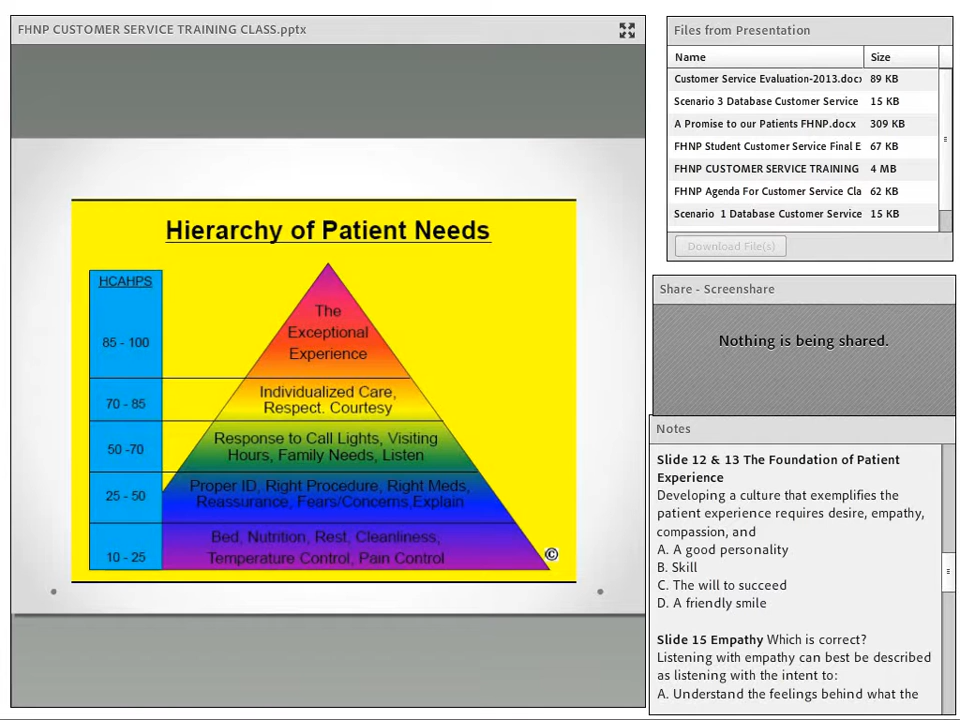 FHNP CUSTOMER SERVICE TRAINING CLASS.pptx
Hierarchy of Patient Needs
HCAHPS
85 - 100
The
Exceptional
Experience
70 - 85
Individualized Care,
Respect. Courtesy
50 -70
Response to Call Lights, Visiting
Hours, Family Needs, Listen
25 - 50
Proper ID, Right Procedure, Right Meds,
Reassurance, Fears/Concerns,Explain
10 - 25
Bed, Nutrition, Rest, Cleanliness,
Temperature Control, Pain Control
©
Files from Presentation
Name Size
Customer Service Evaluation-2013.docx 89 KB
Scenario 3 Database Customer Service 15 KB
A Promise to our Patients FHNP.docx 309 KB
FHNP Student Customer Service Final E 67 KB
FHNP CUSTOMER SERVICE TRAINING 4 MB
FHNP Agenda For Customer Service Cla 62 KB
Scenario 1 Database Customer Service 15 KB
Download File(s)
Share - Screenshare
Nothing is being shared.
Notes
Slide 12 & 13 The Foundation of Patient
Experience
Developing a culture that exemplifies the
patient experience requires desire, empathy,
compassion, and
A. A good personality
B. Skill
C. The will to succeed
D. A friendly smile
Slide 15 Empathy Which is correct?
Listening with empathy can best be described
as listening with the intent to:
A. Understand the feelings behind what the